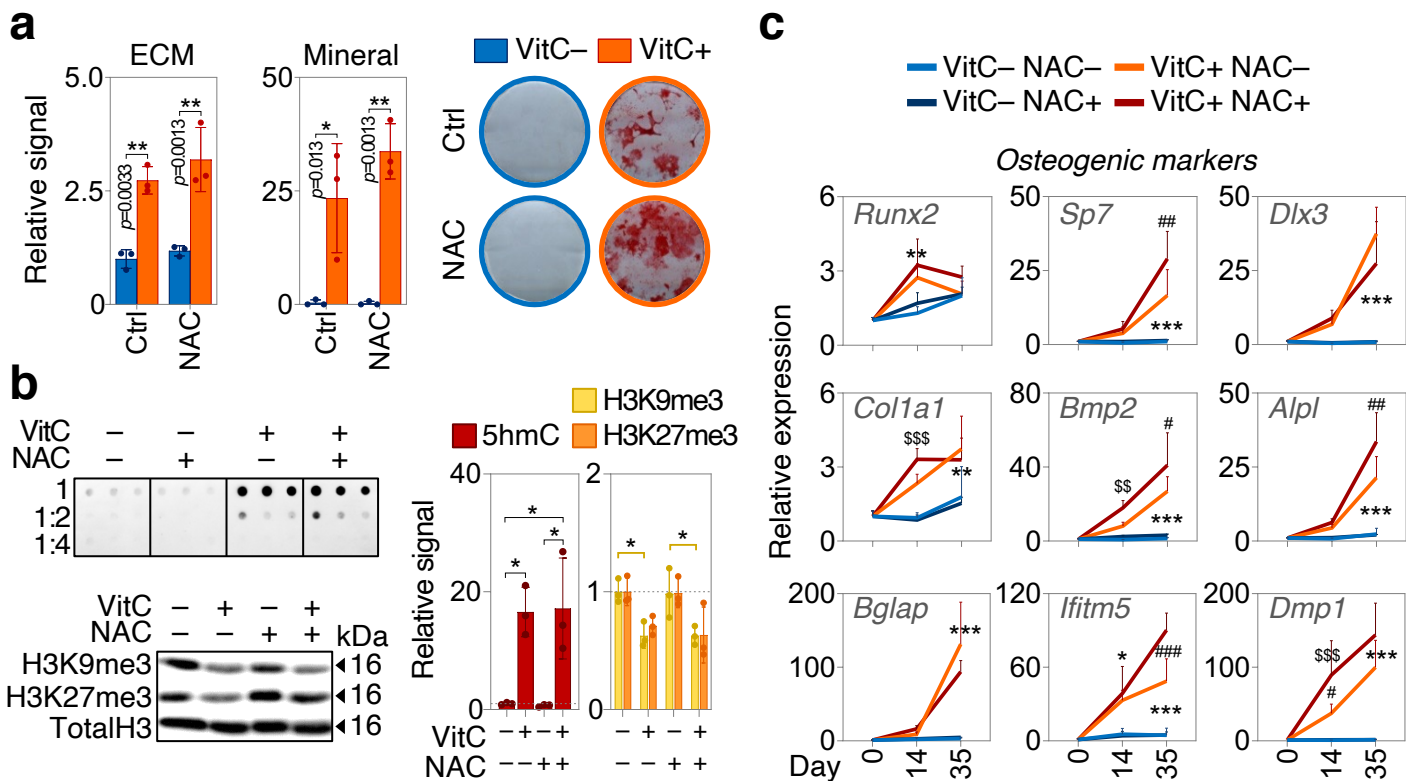 a
ECM
Mineral
VitC–
VitC+
Relative signal
5.0
2.5
0
p=0.0033
**
p=0.0013
**
Ctrl
NAC
50
25
0
p=0.013
*
p=0.0013
**
Ctrl
NAC
Ctrl
NAC
b
VitC – – + +
NAC – + – +
1
1:2
1:4
VitC – + – +
NAC – – + + kDa
H3K9me3 ◄16
H3K27me3 ◄16
TotalH3 ◄16
H3K9me3
5hmC
H3K27me3
Relative signal
40
20
0
*
*
*
2
1
0
*
*
VitC – + – + – + – +
NAC – – + + – – + +
c
VitC– NAC–
VitC+ NAC–
VitC– NAC+
VitC+ NAC+
Osteogenic markers
Relative expression
6
3
0
Runx2
**
50
25
0
Sp7
##
***
50
25
0
Dlx3
***
6
3
0
Col1a1
$$$
**
80
40
0
Bmp2
$$
#
***
50
25
0
Alpl
##
***
200
100
0
Bglap
***
120
60
0
Ifitm5
*
###
***
200
100
0
Dmp1
$$$
#
***
Day 0 14 35 0 14 35 0 14 35